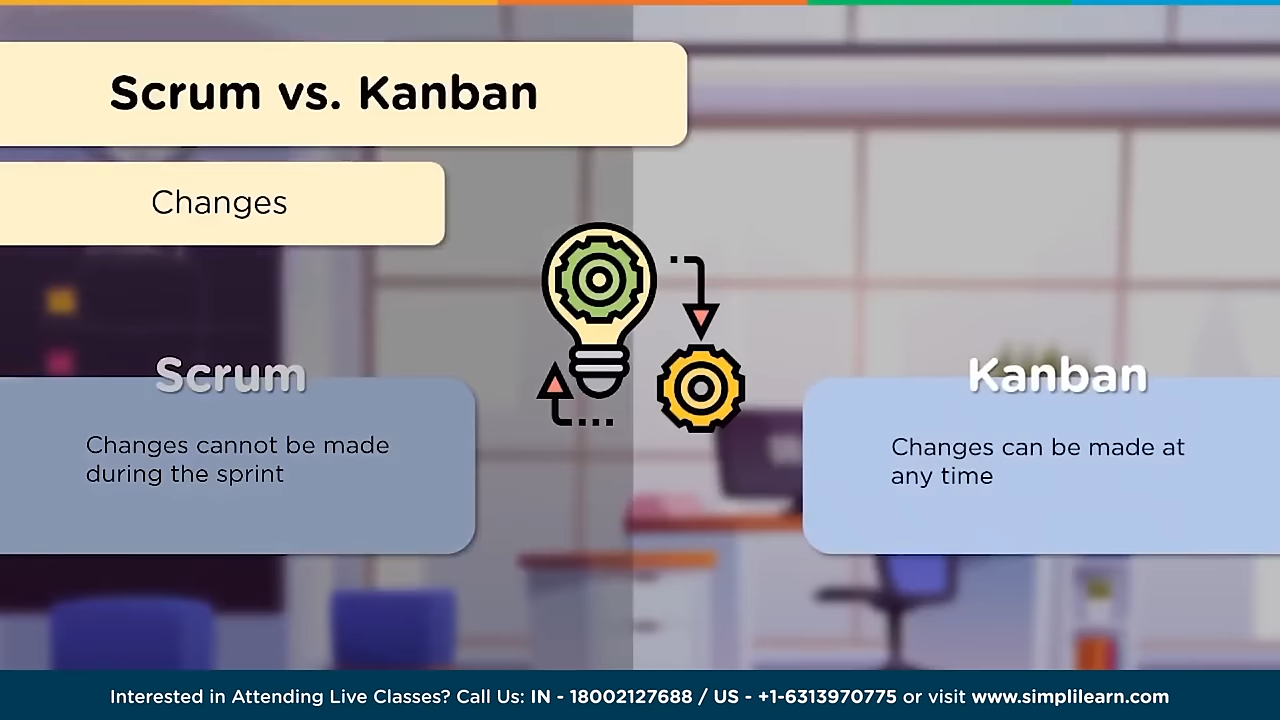 Scrum vs. Kanban
Changes
Scrum
Changes cannot be made
during the sprint
Kanban
Changes can be made at
any time
Interested in Attending Live Classes? Call Us: IN - 18002127688 / US - +1-6313970775 or visit www.simplilearn.com